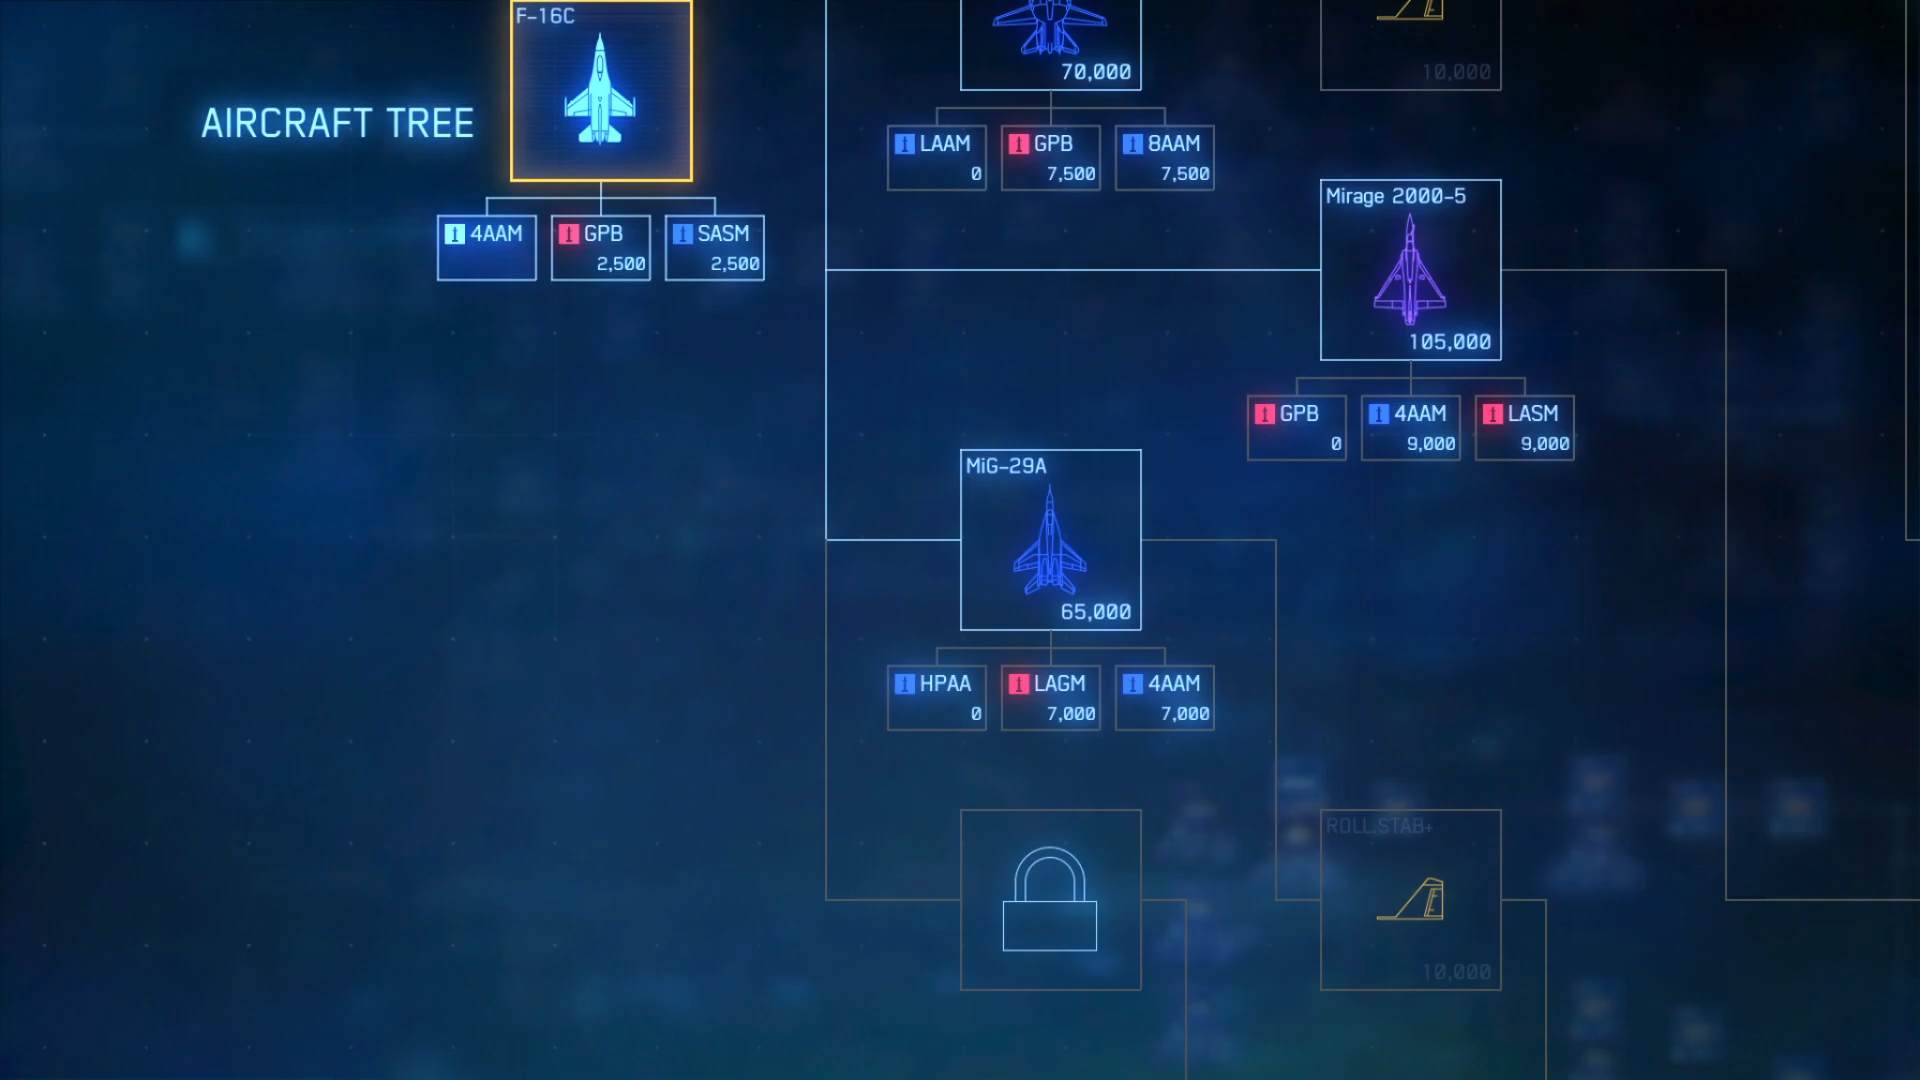 F-16C
AIRCRAFT TREE
4AAM
GPB
2,500
SASM
2,500
70,000
LAAM
0
GPB
7,500
8AAM
7,500
10,000
Mirage 2000-5
105,000
GPB
0
4AAM
9,000
LASM
9,000
MiG-29A
65,000
HPAA
0
LAGM
7,000
4AAM
7,000
ROLL.STAB+
10,000